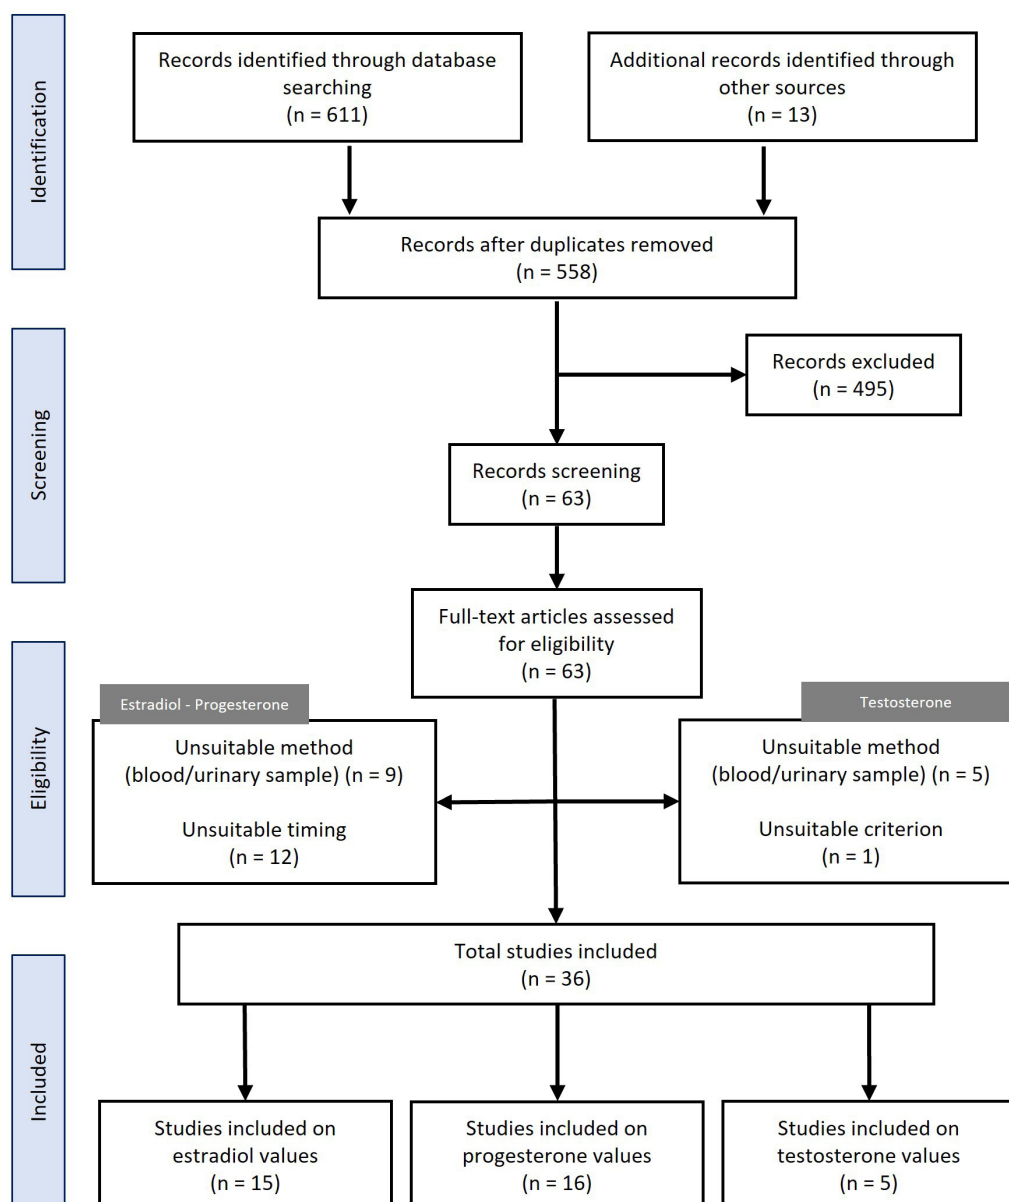 Identification
Records identified through database
searching
(n = 611)
Additional records identified through
other sources
(n = 13)
Records after duplicates removed
(n = 558)
Screening
Records excluded
(n = 495)
Records screening
(n = 63)
Eligibility
Full-text articles assessed
for eligibility
(n = 63)
Estradiol - Progesterone
Unsuitable method
(blood/urinary sample) (n = 9)
Unsuitable timing
(n = 12)
Testosterone
Unsuitable method
(blood/urinary sample) (n = 5)
Unsuitable criterion
(n = 1)
Included
Total studies included
(n = 36)
Studies included on
estradiol values
(n = 15)
Studies included on
progesterone values
(n = 16)
Studies included on
testosterone values
(n = 5)